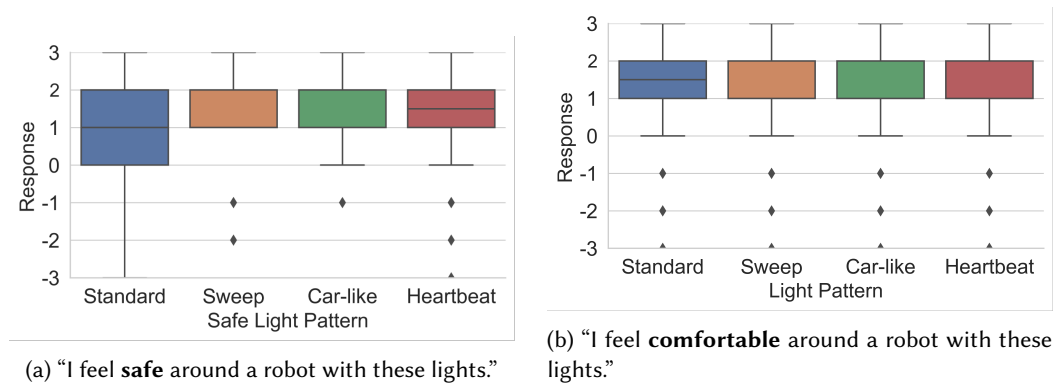 3
2
1
0
-1
-2
-3
Response
Standard Sweep Car-like Heartbeat
Safe Light Pattern
(a) “I feel safe around a robot with these lights.”
3
2
1
0
-1
-2
-3
Response
Standard Sweep Car-like Heartbeat
Light Pattern
(b) “I feel comfortable around a robot with these
lights.”